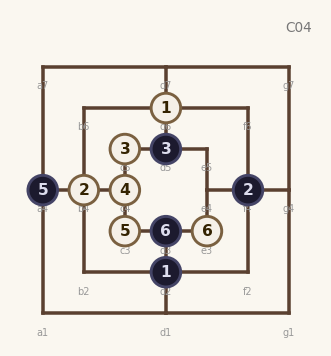 C04
a7 d7 g7
1
b6 d6 f6
3 3
c5 d5 e5
5 2 4 2
a4 b4 c4 e4 f4 g4
5 6 6
c3 d3 e3
1
b2 d2 f2
a1 d1 g1